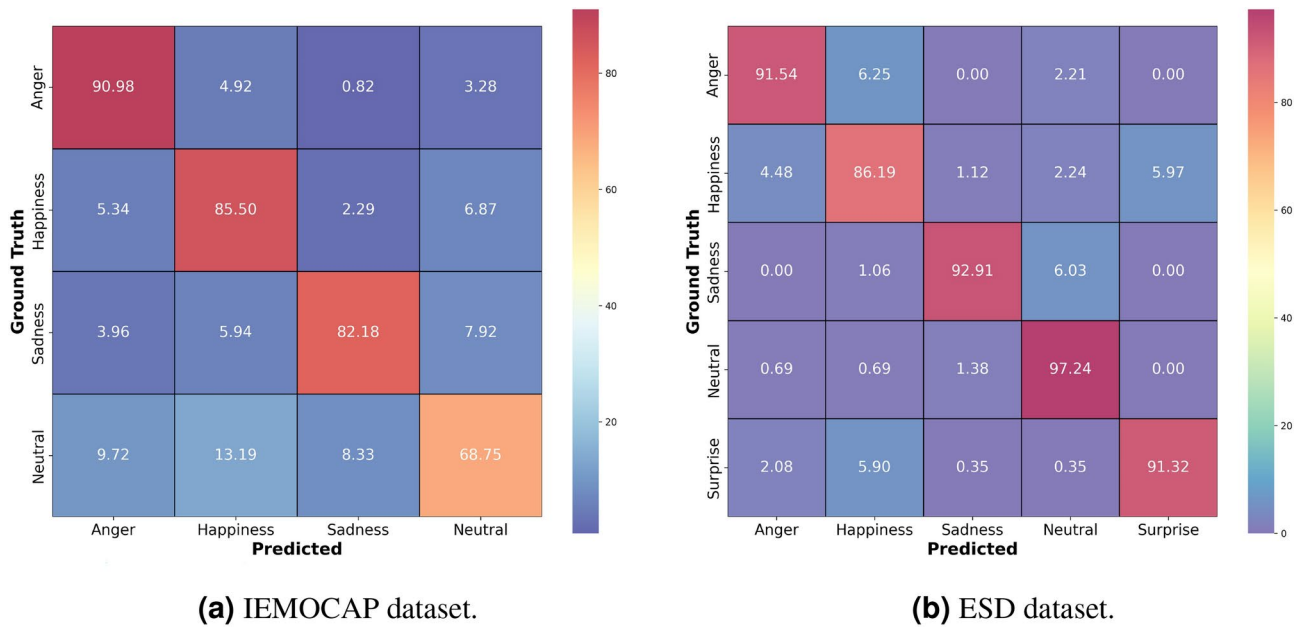 Ground Truth
Anger
90.98 4.92 0.82 3.28
Happiness
5.34 85.50 2.29 6.87
Sadness
3.96 5.94 82.18 7.92
Neutral
9.72 13.19 8.33 68.75
Anger Happiness Sadness Neutral
Predicted
80
60
40
20
(a) IEMOCAP dataset.
Ground Truth
Anger
91.54 6.25 0.00 2.21 0.00
Happiness
4.48 86.19 1.12 2.24 5.97
Sadness
0.00 1.06 92.91 6.03 0.00
Neutral
0.69 0.69 1.38 97.24 0.00
Surprise
2.08 5.90 0.35 0.35 91.32
Anger Happiness Sadness Neutral Surprise
Predicted
80
60
40
20
0
(b) ESD dataset.